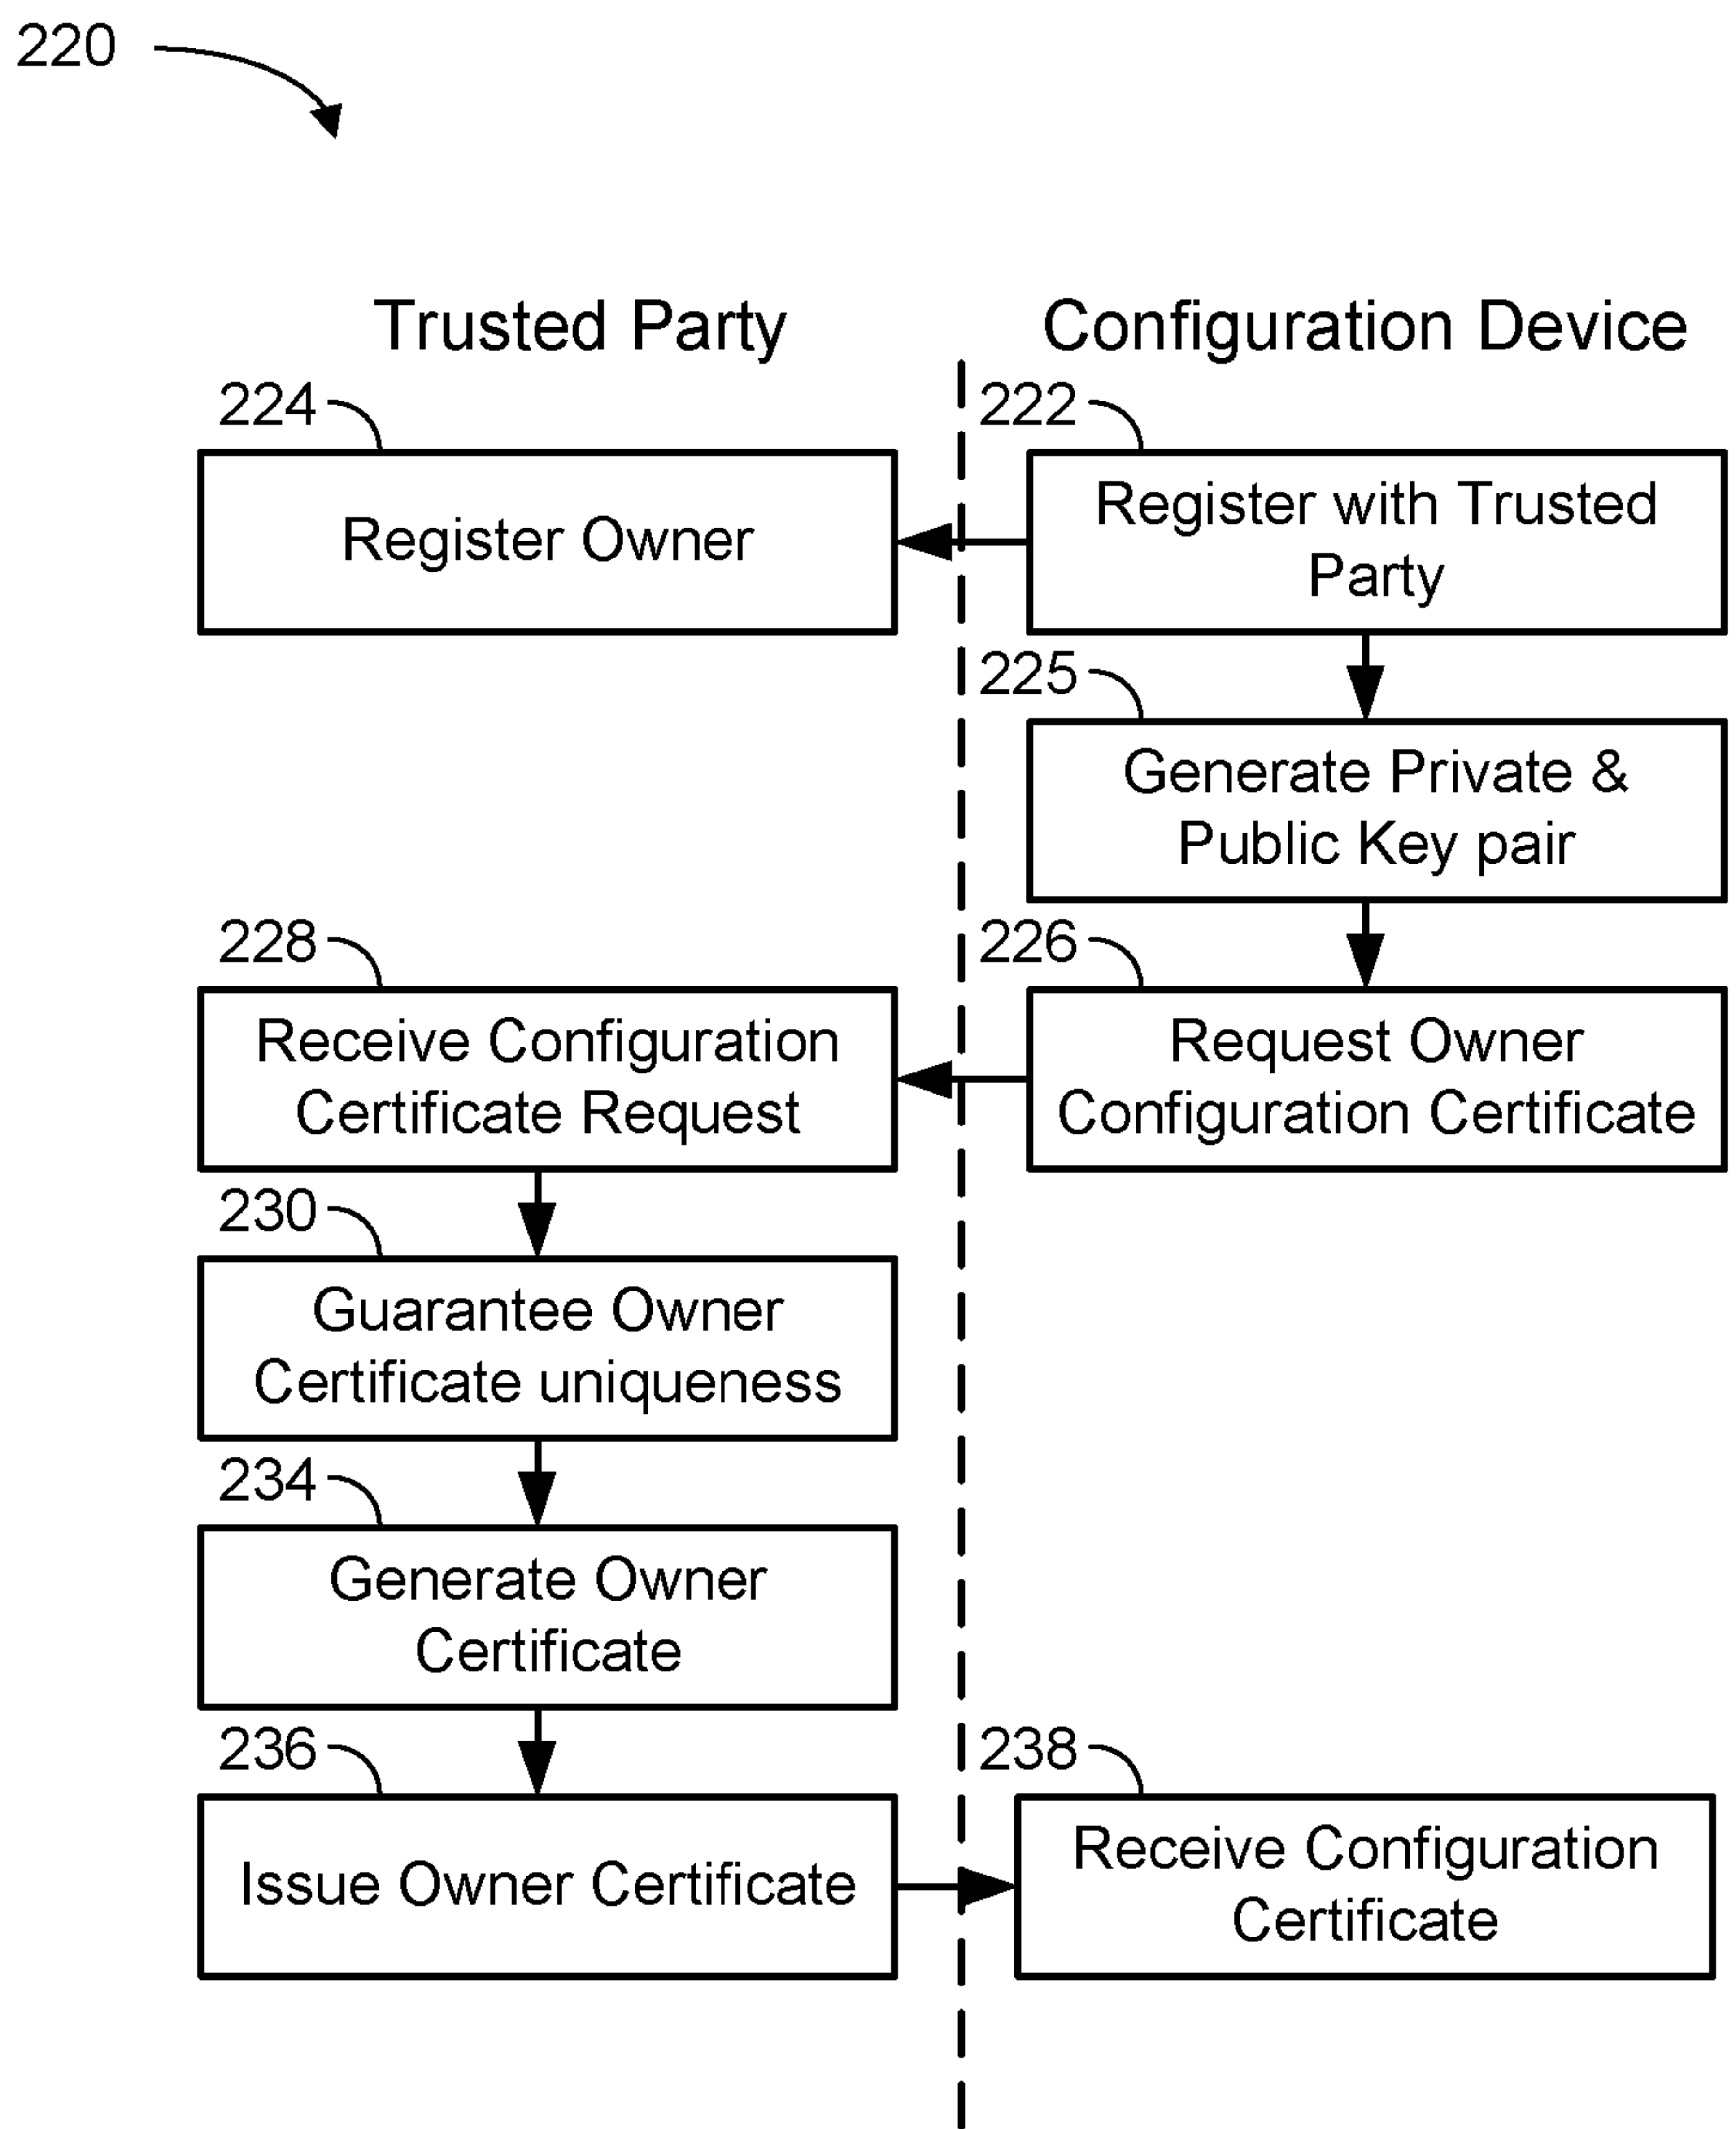 220
Trusted Party
Configuration Device
224
222
Register Owner
Register with Trusted
Party
225
Generate Private &
Public Key pair
228
226
Receive Configuration
Certificate Request
Request Owner
Configuration Certificate
230
Guarantee Owner
Certificate uniqueness
234
Generate Owner
Certificate
236
238
Issue Owner Certificate
Receive Configuration
Certificate